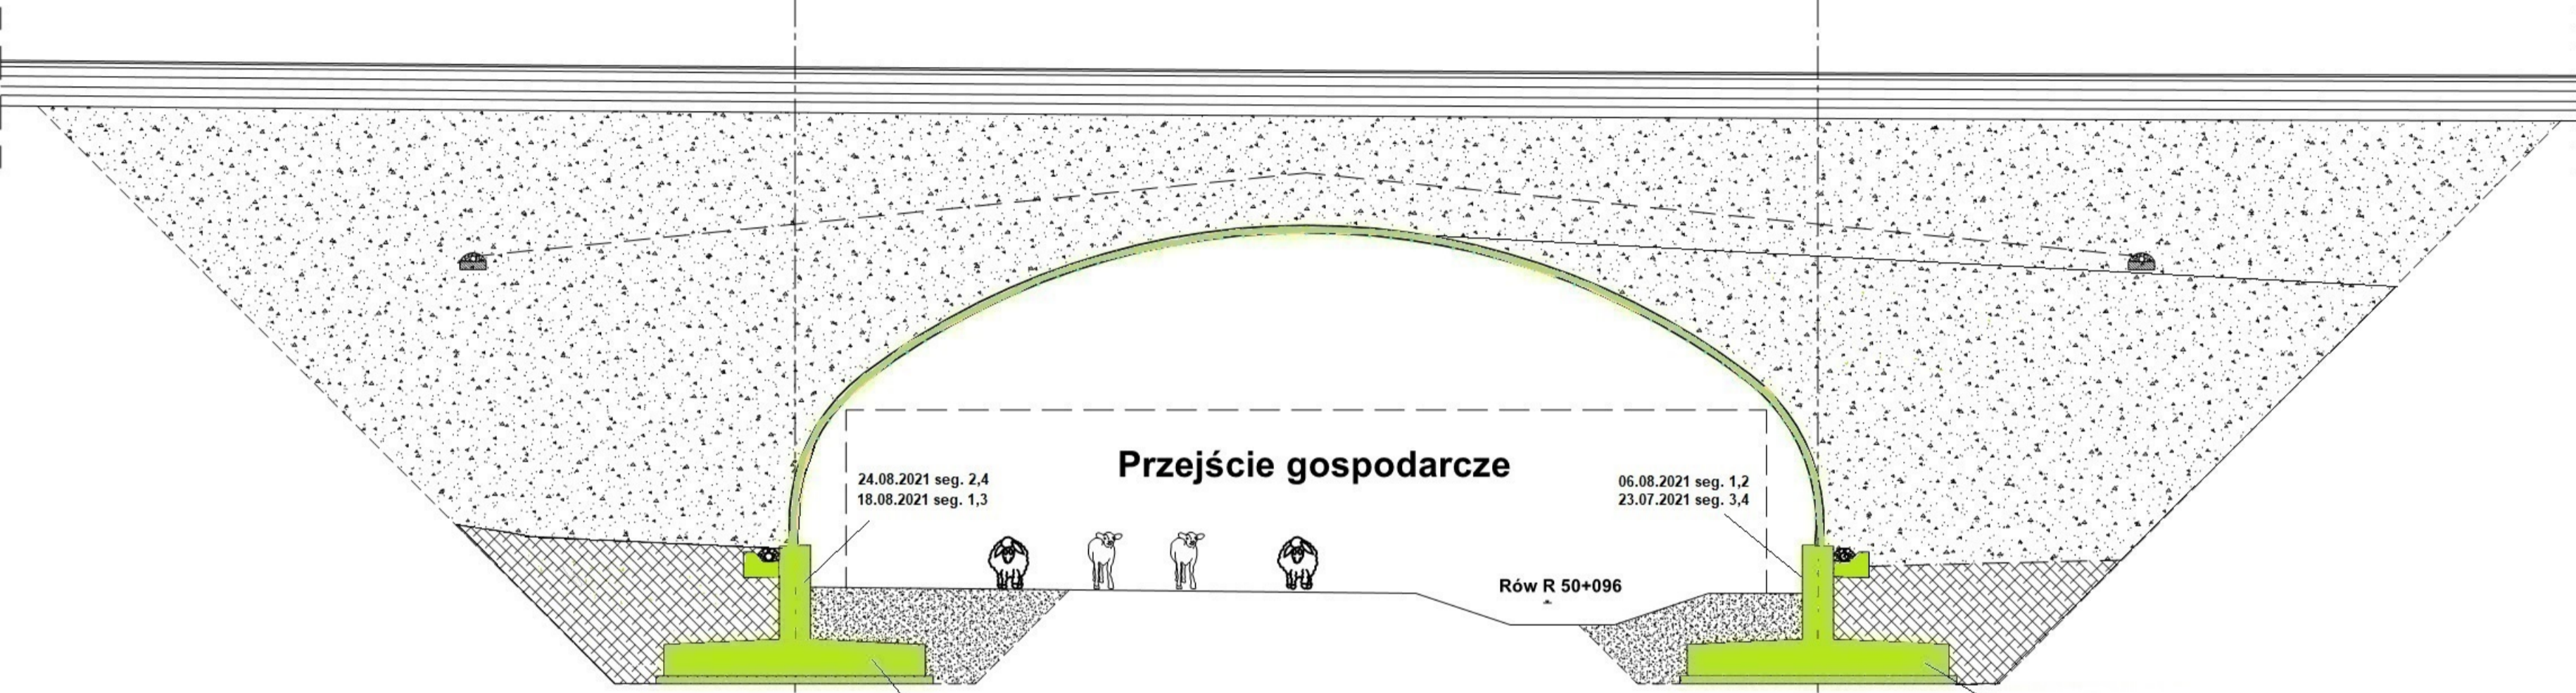 Przejście gospodarcze
24.08.2021 seg. 2,4
18.08.2021 seg. 1,3
06.08.2021 seg. 1,2
23.07.2021 seg. 3,4
Rów R 50+096